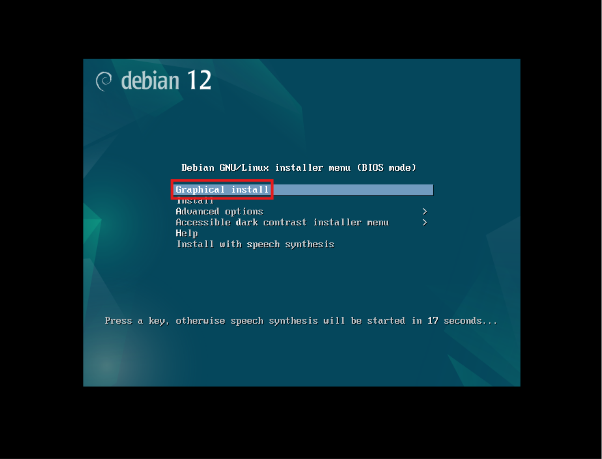 debian 12
Debian GNU/Linux installer menu (BIOS mode)
Graphical install
Install
Advanced options >
Accessible dark contrast installer menu >
Help
Install with speech synthesis
Press a key, otherwise speech synthesis will be started in 17 seconds...